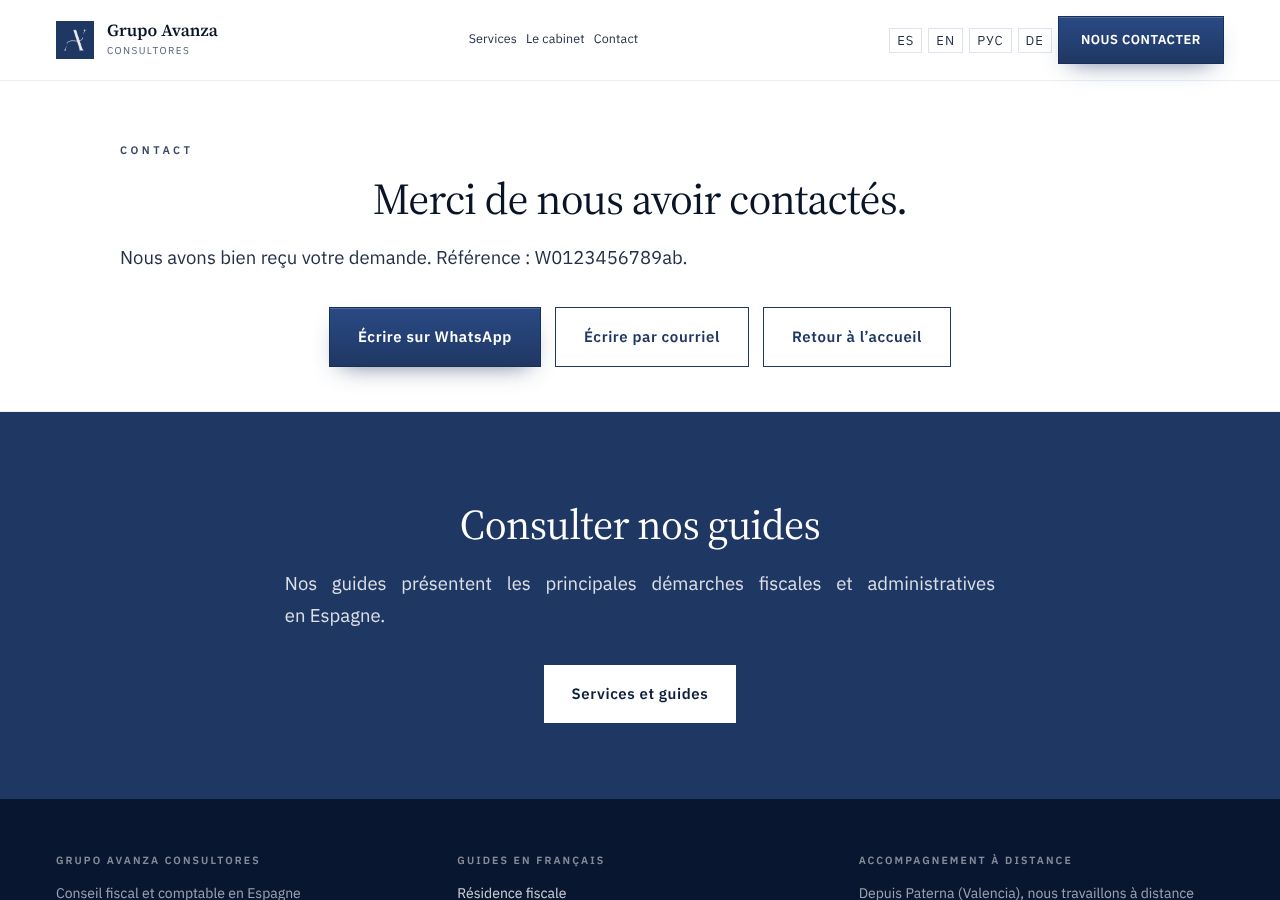 Grupo Avanza
CONSULTORES
Services Le cabinet Contact
ES EN РУС DE NOUS CONTACTER
CONTACT
Merci de nous avoir contactés.
Nous avons bien reçu votre demande. Référence : W0123456789ab.
Écrire sur WhatsApp Écrire par courriel Retour à l’accueil
Consulter nos guides
Nos guides présentent les principales démarches fiscales et administratives
en Espagne.
Services et guides
GRUPO AVANZA CONSULTORES GUIDES EN FRANÇAIS ACCOMPAGNEMENT À DISTANCE
Conseil fiscal et comptable en Espagne Résidence fiscale Depuis Paterna (Valencia), nous travaillons à distance